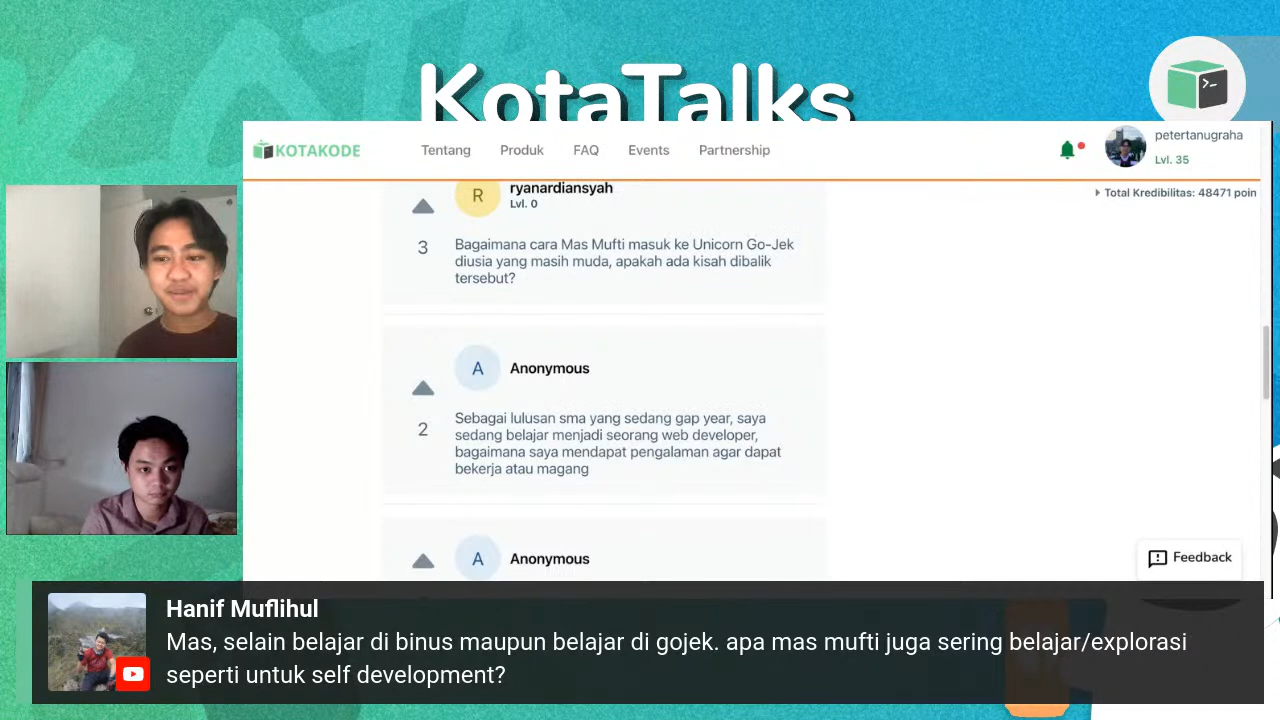 KotaTalks
KOTAKODE
Tentang
Produk
FAQ
Events
Partnership
petertanugraha
Lvl. 35
Total Kredibilitas: 48471 poin
R
ryanardiansyah
Lvl. 0
3
Bagaimana cara Mas Mufti masuk ke Unicorn Go-Jek
diusia yang masih muda, apakah ada kisah dibalik
tersebut?
A
Anonymous
2
Sebagai lulusan sma yang sedang gap year, saya
sedang belajar menjadi seorang web developer,
bagaimana saya mendapat pengalaman agar dapat
bekerja atau magang
A
Anonymous
Feedback
Hanif Muflihul
Mas, selain belajar di binus maupun belajar di gojek. apa mas mufti juga sering belajar/explorasi
seperti untuk self development?